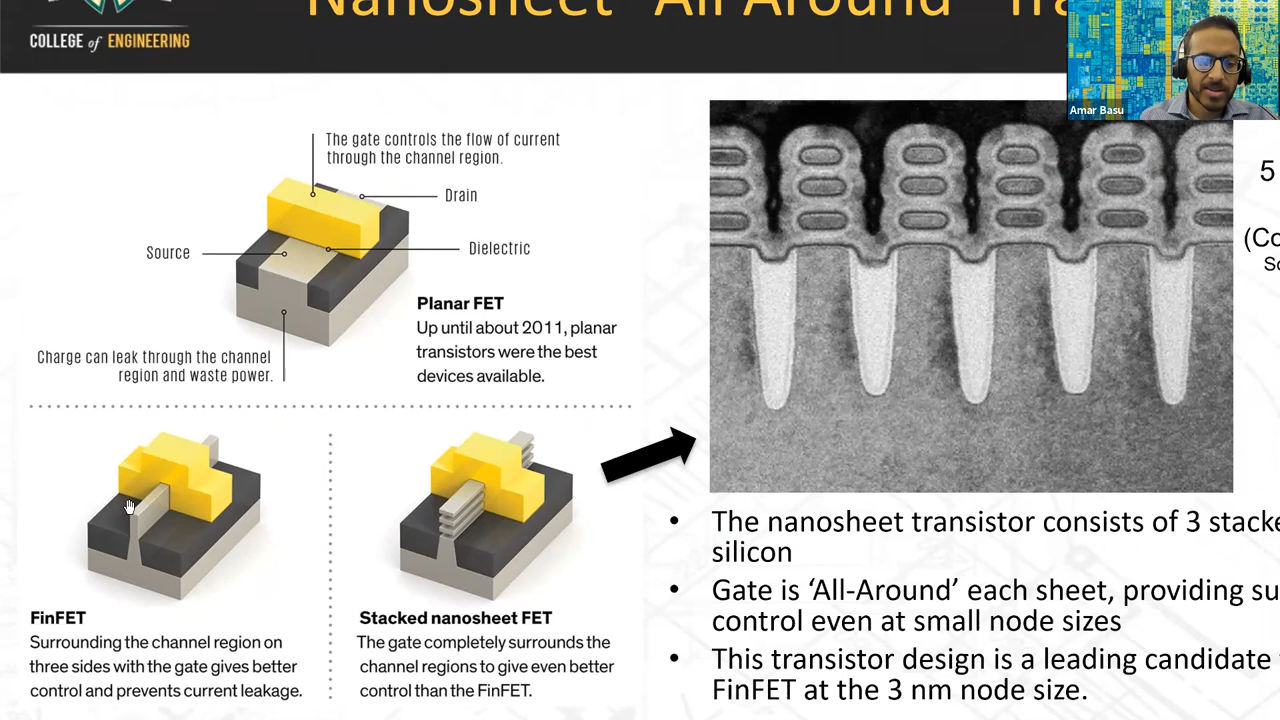 Nanosheet "All Around" Tra
COLLEGE of ENGINEERING
Amar Basu
The gate controls the flow of current
through the channel region.
Drain
Source
Dielectric
Planar FET
Up until about 2011, planar
transistors were the best
devices available.
Charge can leak through the channel
region and waste power.
FinFET
Surrounding the channel region on
three sides with the gate gives better
control and prevents current leakage.
Stacked nanosheet FET
The gate completely surrounds the
channel regions to give even better
control than the FinFET.
5
(Co
So
• The nanosheet transistor consists of 3 stacke
silicon
• Gate is ‘All-Around’ each sheet, providing su
control even at small node sizes
• This transistor design is a leading candidate
FinFET at the 3 nm node size.